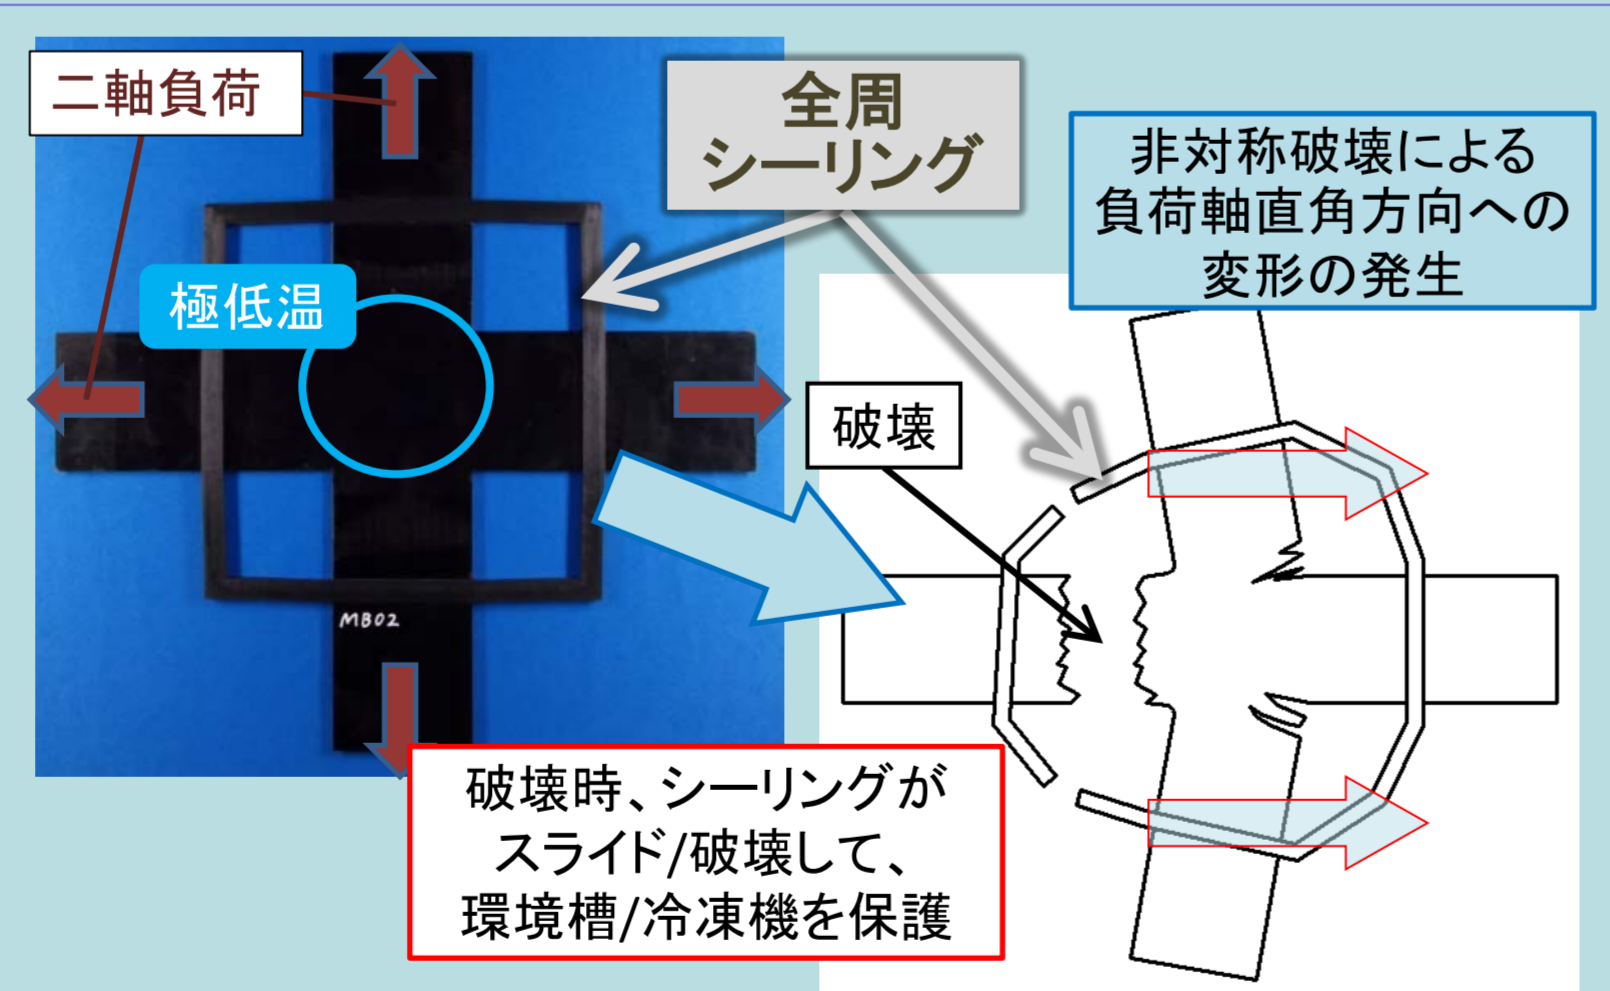 二軸負荷
全周
シーリング
非対称破壊による
負荷軸直角方向への
変形の発生
極低温
破壊
MB02
破壊時、シーリングが
スライド/破壊して、
環境槽/冷凍機を保護